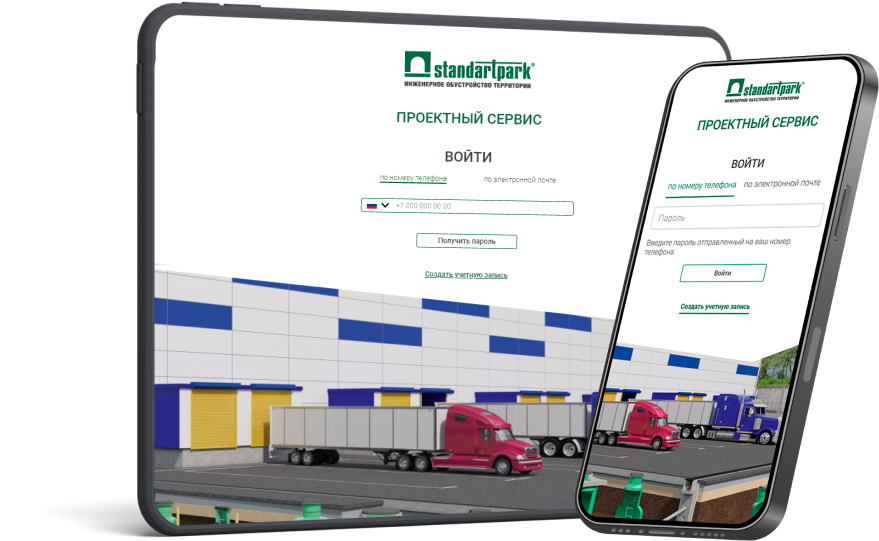 standartpark®
ИНЖЕНЕРНОЕ ОБУСТРОЙСТВО ТЕРРИТОРИИ
ПРОЕКТНЫЙ СЕРВИС
ВОЙТИ
по номеру телефона по электронной почте
+7 000 000 00 00
Получить пароль
Создать учетную запись
standartpark®
ИНЖЕНЕРНОЕ ОБУСТРОЙСТВО ТЕРРИТОРИИ
ПРОЕКТНЫЙ СЕРВИС
ВОЙТИ
по номеру телефона по электронной почте
Пароль
Введите пароль отправленный на ваш номер
телефона
Войти
Создать учетную запись